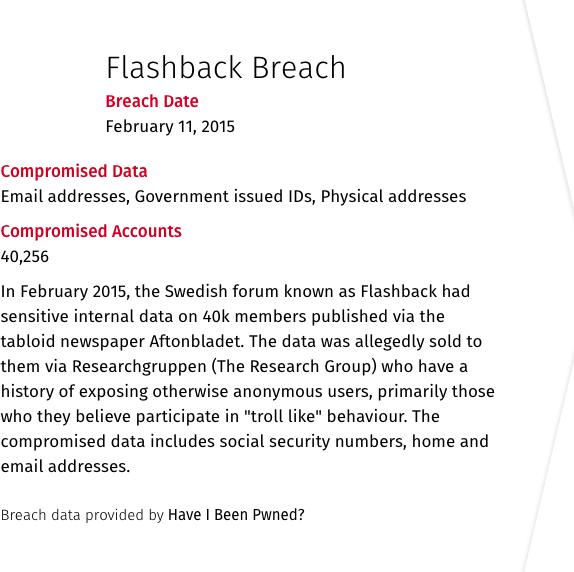 Flashback Breach
Breach Date
February 11, 2015
Compromised Data
Email addresses, Government issued IDs, Physical addresses
Compromised Accounts
40,256
In February 2015, the Swedish forum known as Flashback had
sensitive internal data on 40k members published via the
tabloid newspaper Aftonbladet. The data was allegedly sold to
them via Researchgruppen (The Research Group) who have a
history of exposing otherwise anonymous users, primarily those
who they believe participate in "troll like" behaviour. The
compromised data includes social security numbers, home and
email addresses.
Breach data provided by Have I Been Pwned?